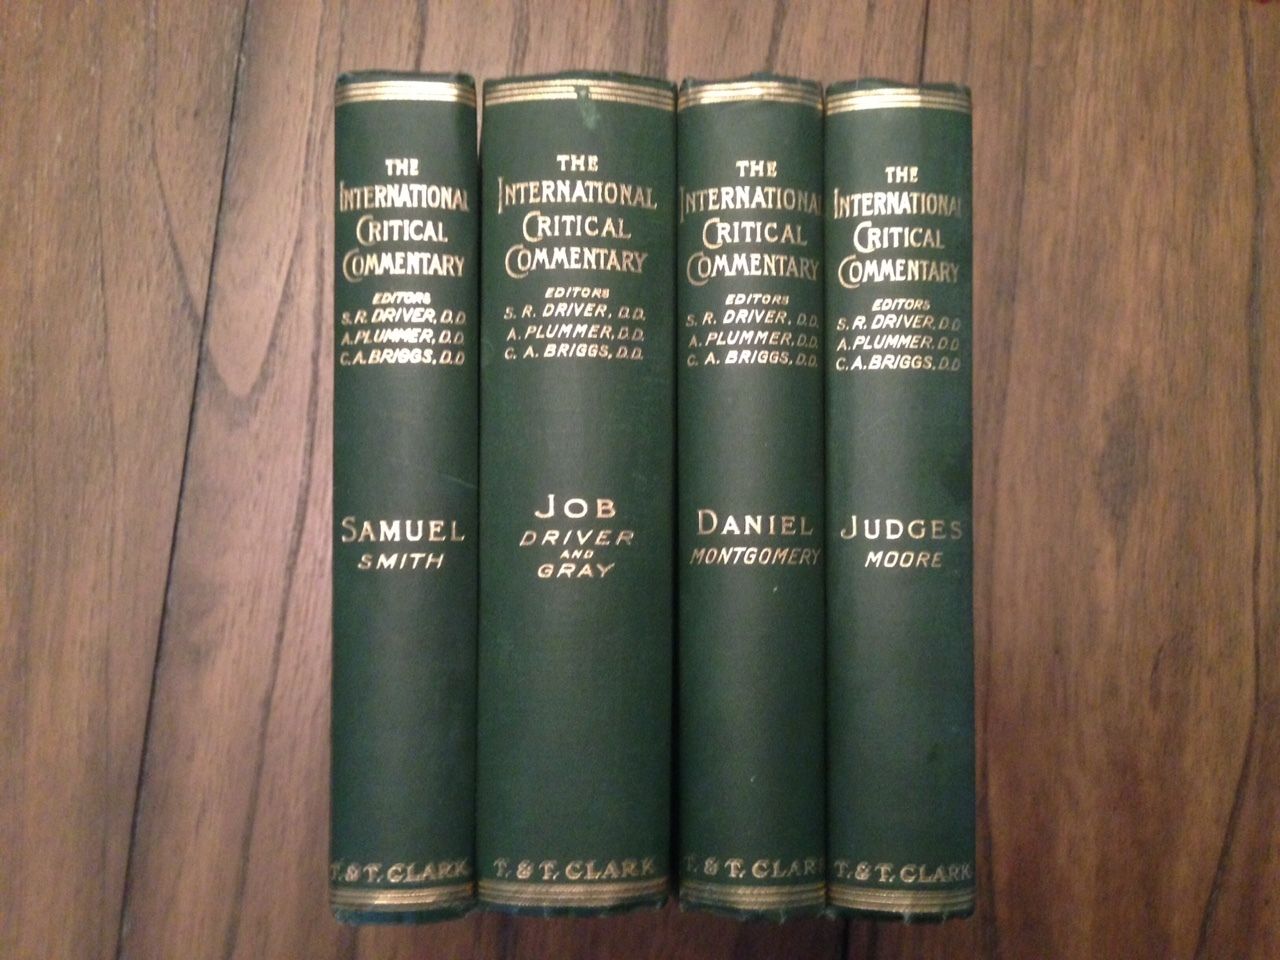 THE
INTERNATIONAL
CRITICAL
COMMENTARY
EDITORS
S. R. DRIVER, D.D.
A. PLUMMER, D.D.
C. A. BRIGGS, D.D.
SAMUEL
SMITH
T. & T. CLARK
THE
INTERNATIONAL
CRITICAL
COMMENTARY
EDITORS
S. R. DRIVER, D.D.
A. PLUMMER, D.D.
C. A. BRIGGS, D.D.
JOB
DRIVER
AND
GRAY
T. & T. CLARK
THE
INTERNATIONAL
CRITICAL
COMMENTARY
EDITORS
S. R. DRIVER, D.D.
A. PLUMMER, D.D.
C. A. BRIGGS, D.D.
DANIEL
MONTGOMERY
T. & T. CLARK
THE
INTERNATIONAL
CRITICAL
COMMENTARY
EDITORS
S. R. DRIVER, D.D.
A. PLUMMER, D.D.
C. A. BRIGGS, D.D.
JUDGES
MOORE
T. & T. CLARK